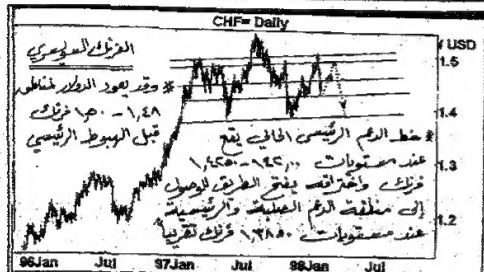 CHF= Daily
/ USD
الفرنك السويسري
* وقد يعود الدولار لمناطق
١,٤٨ - ١,٥٠ فرنك
قبل الهبوط الرئيسي
* خط الدعم الرئيسي الحالي يقع
عند مستويات ١,٤٢٠٠ - ١,٤٢٥٠
فرنك واختراقه يفتح الطريق للوصول
إلى منطقة الدعم الصلبة والرئيسية
عند مستويات ١,٣٨٥٠ فرنك تقريباً
1.5
1.4
1.3
1.2
96Jan Jul 97Jan Jul 98Jan Jul